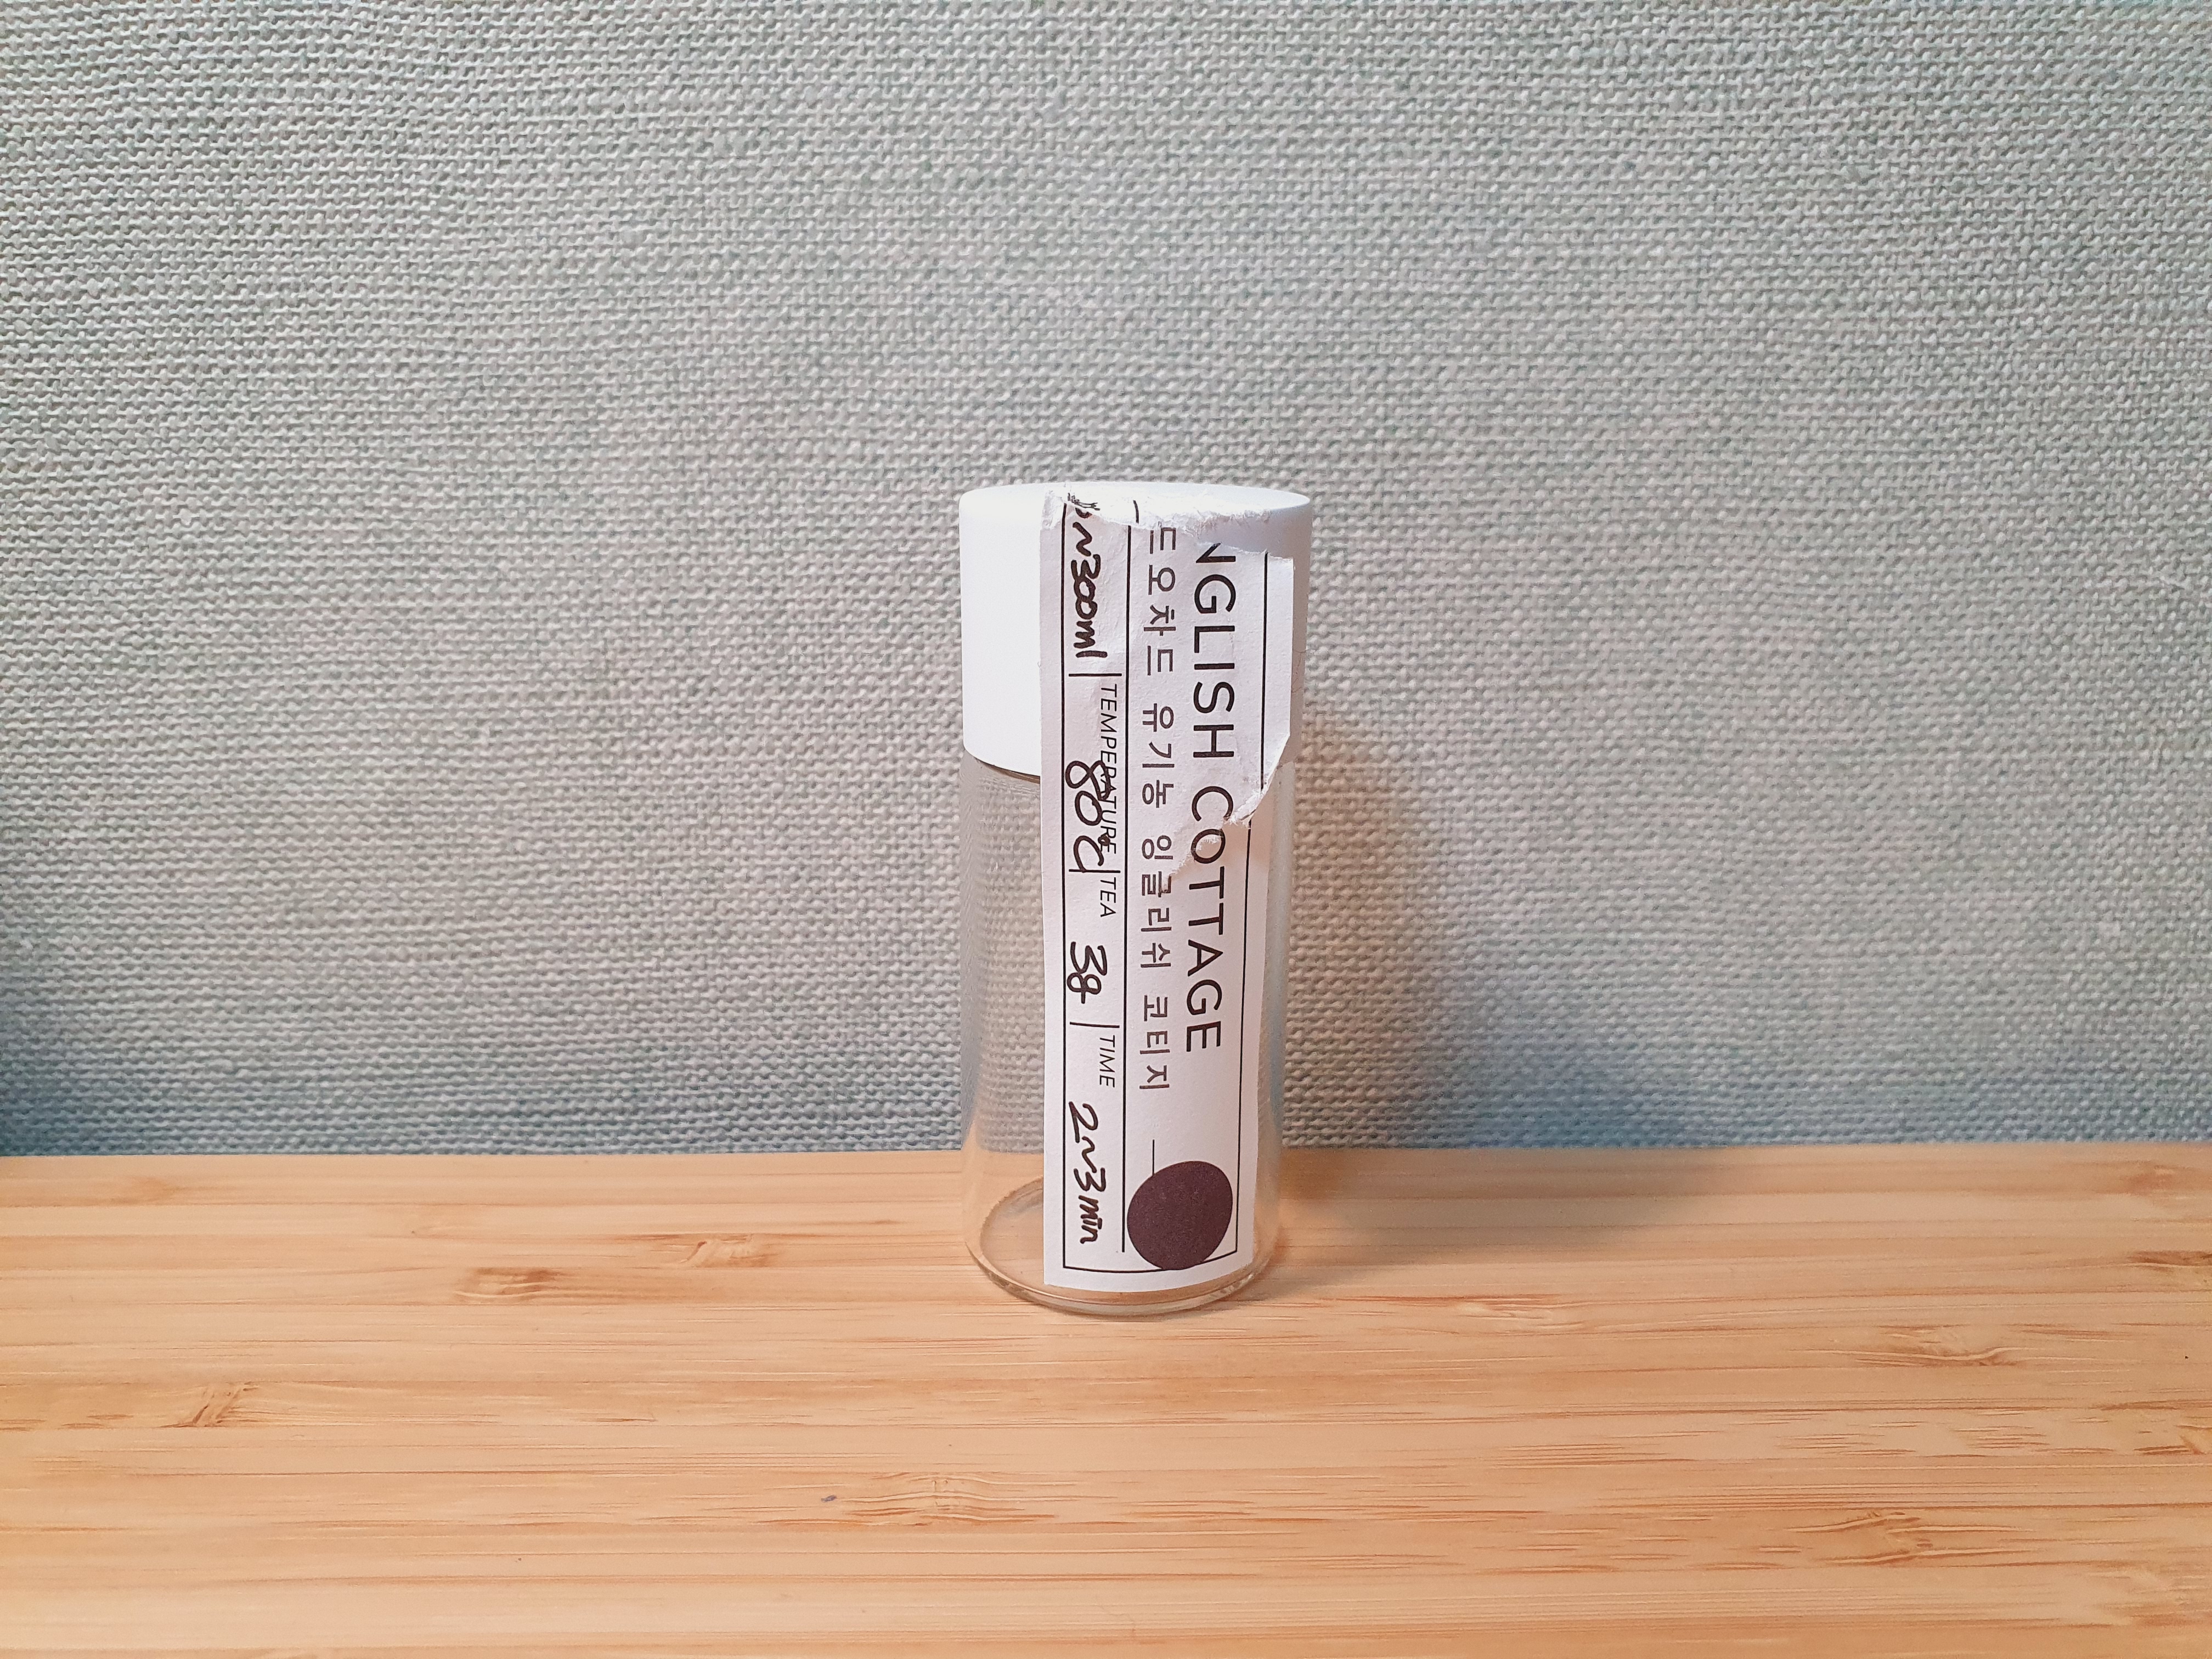 NGLISH COTTAGE
드오차드 유기농 잉글리쉬 코티지
~300ml | TEMPERATURE 80℃ | TEA 3g | TIME 2~3min